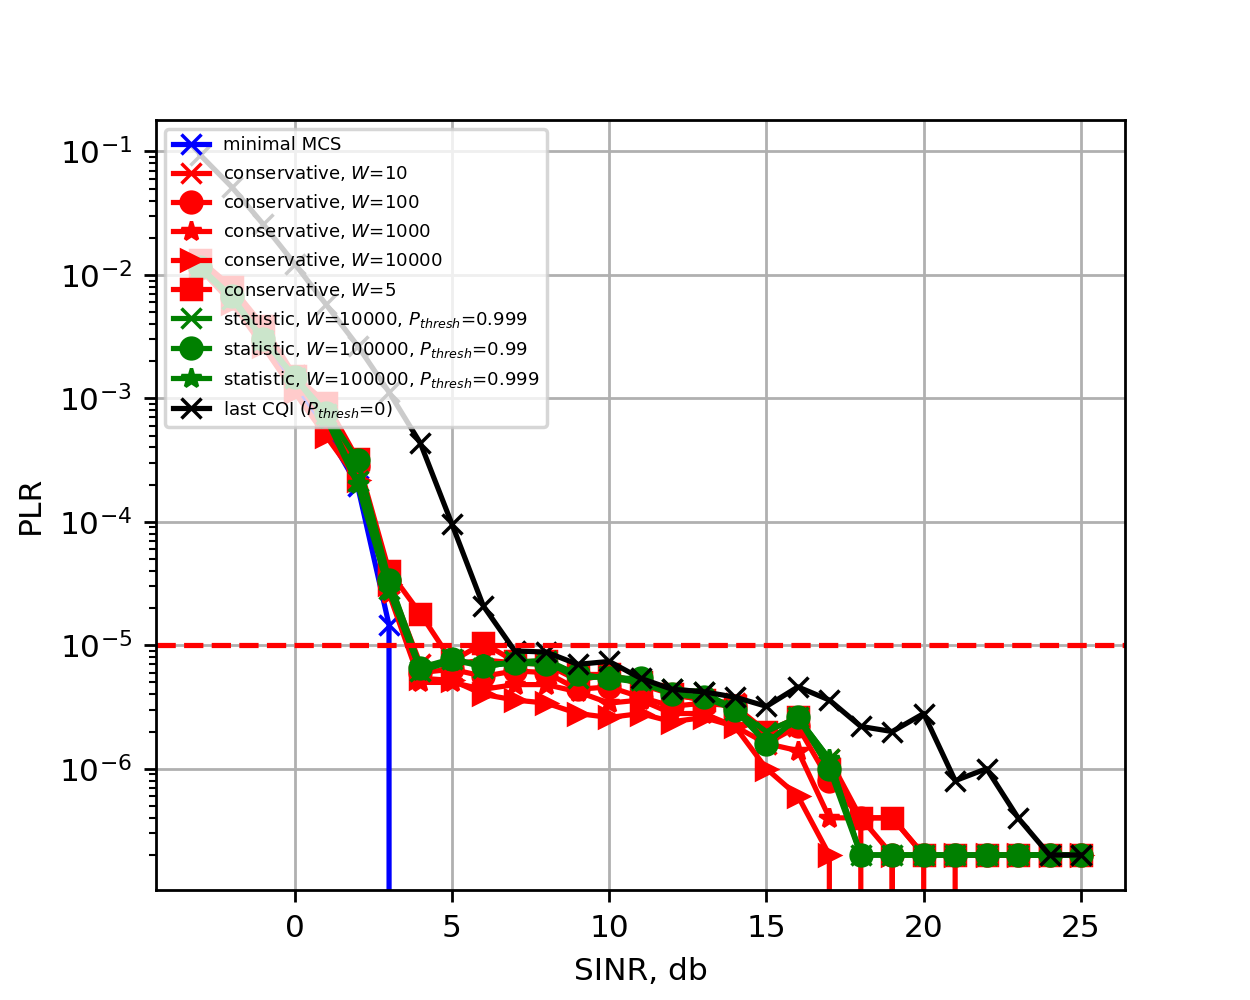 minimal MCS
conservative, W=10
conservative, W=100
conservative, W=1000
conservative, W=10000
conservative, W=5
statistic, W=10000, P_thresh=0.999
statistic, W=100000, P_thresh=0.99
statistic, W=100000, P_thresh=0.999
last CQI (P_thresh=0)
10⁻¹
10⁻²
10⁻³
10⁻⁴
10⁻⁵
10⁻⁶
PLR
0 5 10 15 20 25
SINR, db